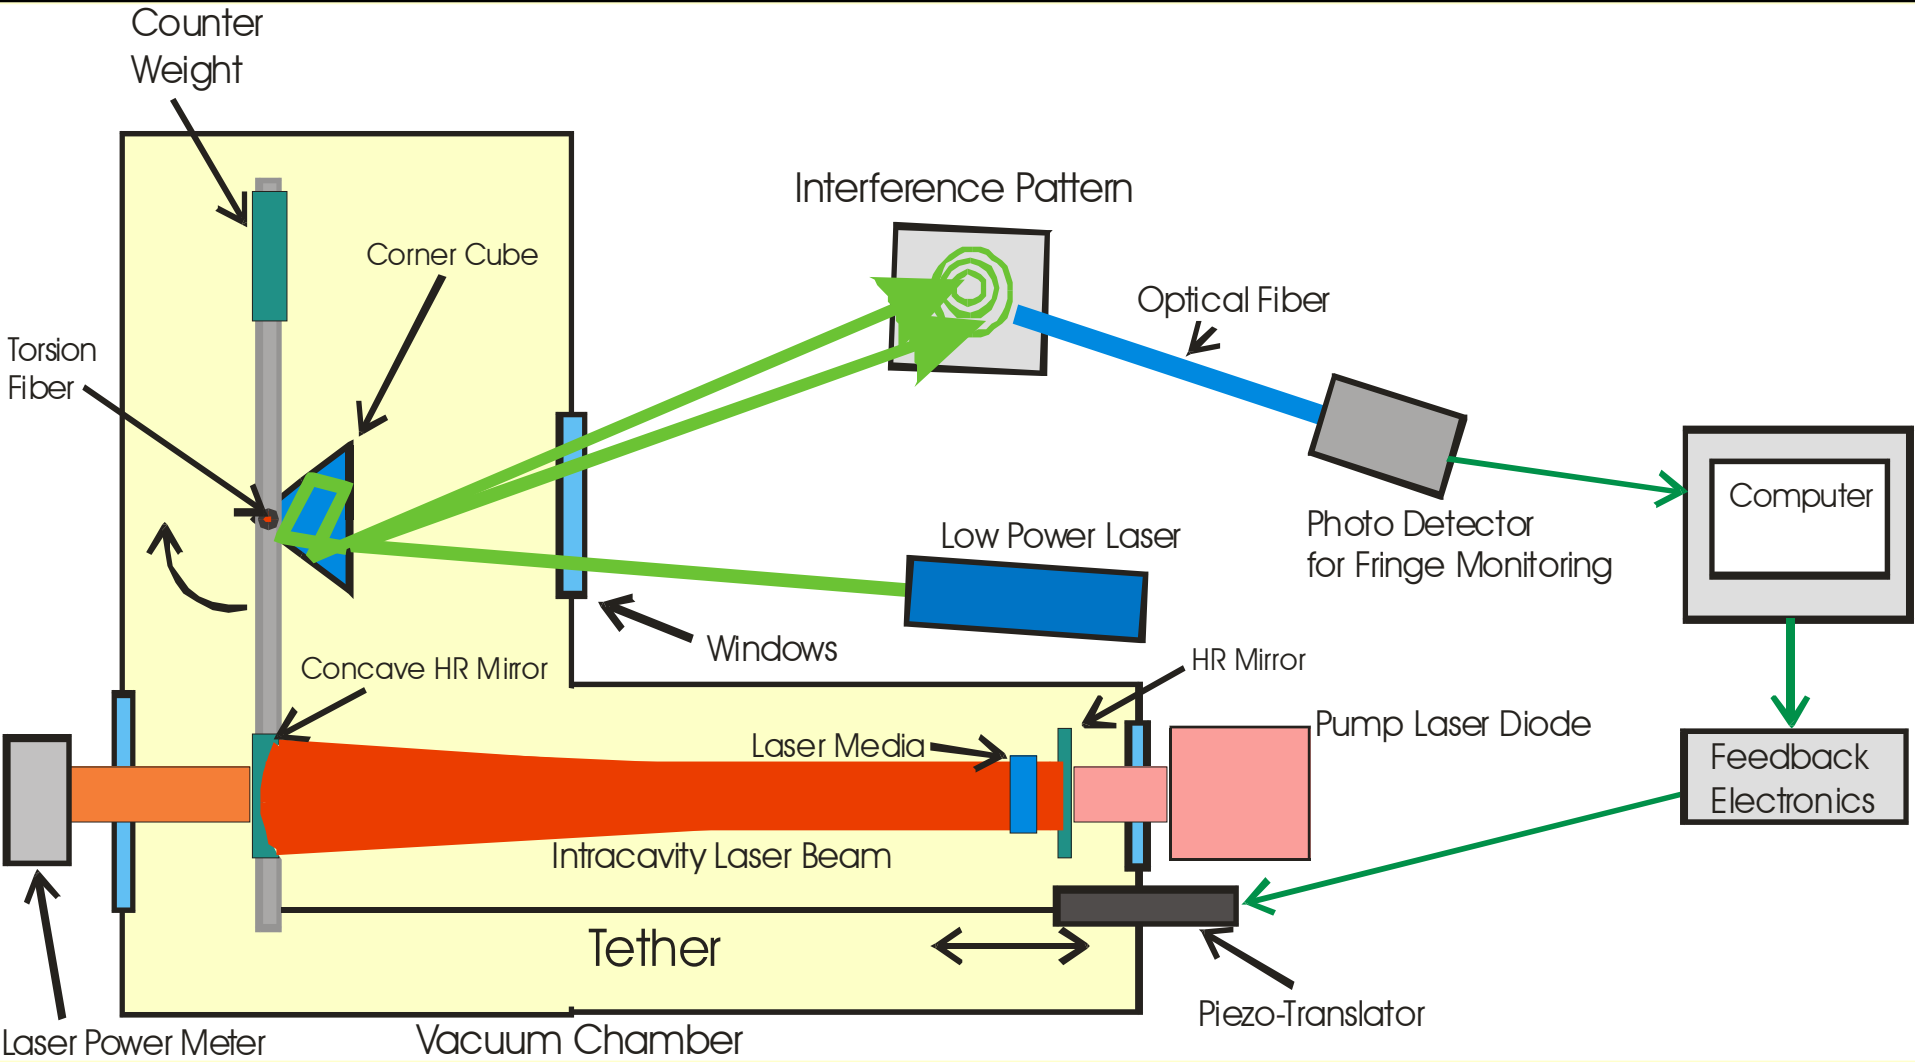 Counter
Weight
Interference Pattern
Corner Cube
Optical Fiber
Torsion
Fiber
Computer
Photo Detector
for Fringe Monitoring
Low Power Laser
Windows
Concave HR Mirror
HR Mirror
Pump Laser Diode
Laser Media
Feedback
Electronics
Intracavity Laser Beam
Tether
Piezo-Translator
Laser Power Meter
Vacuum Chamber